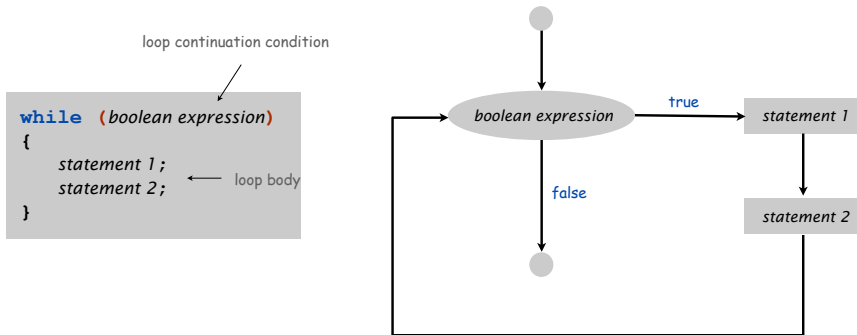 loop continuation condition
while (boolean expression)
{
statement 1;
statement 2;
loop body
}
boolean expression
true
false
statement 1
statement 2